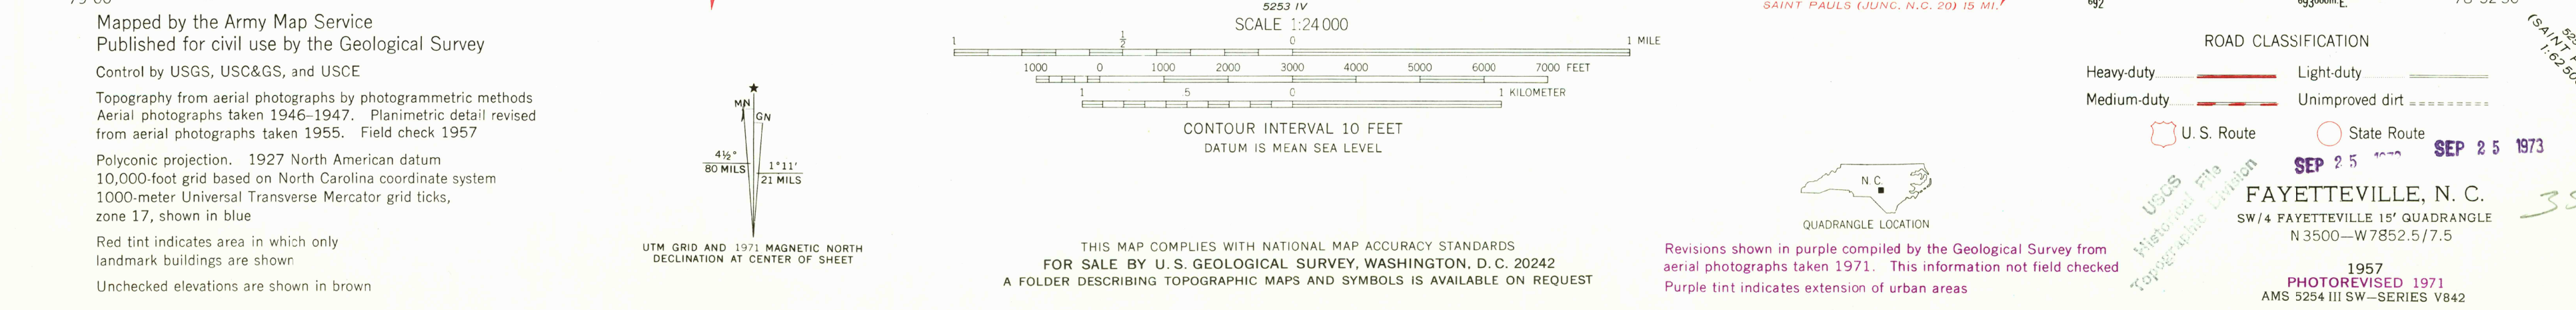 Mapped by the Army Map Service
Published for civil use by the Geological Survey
Control by USGS, USC&GS, and USCE
Topography from aerial photographs by photogrammetric methods
Aerial photographs taken 1946–1947. Planimetric detail revised
from aerial photographs taken 1955. Field check 1957
Polyconic projection. 1927 North American datum
10,000-foot grid based on North Carolina coordinate system
1000-meter Universal Transverse Mercator grid ticks,
zone 17, shown in blue
Red tint indicates area in which only
landmark buildings are shown
Unchecked elevations are shown in brown
MN
GN
4½°
80 MILS
1°11'
21 MILS
UTM GRID AND 1971 MAGNETIC NORTH
DECLINATION AT CENTER OF SHEET
5253 IV
SCALE 1:24 000
1 ½ 0 1 MILE
1000 0 1000 2000 3000 4000 5000 6000 7000 FEET
1 .5 0 1 KILOMETER
CONTOUR INTERVAL 10 FEET
DATUM IS MEAN SEA LEVEL
THIS MAP COMPLIES WITH NATIONAL MAP ACCURACY STANDARDS
FOR SALE BY U. S. GEOLOGICAL SURVEY, WASHINGTON, D. C. 20242
A FOLDER DESCRIBING TOPOGRAPHIC MAPS AND SYMBOLS IS AVAILABLE ON REQUEST
SAINT PAULS (JUNC. N.C. 20) 15 MI.
692
N. C.
QUADRANGLE LOCATION
Revisions shown in purple compiled by the Geological Survey from
aerial photographs taken 1971. This information not field checked
Purple tint indicates extension of urban areas
ROAD CLASSIFICATION
Heavy-duty Light-duty
Medium-duty Unimproved dirt
U. S. Route State Route
SEP 25
SEP 25 1973
USGS
Historical File
Topographic Division
FAYETTEVILLE, N. C.
SW/4 FAYETTEVILLE 15' QUADRANGLE
N3500—W7852.5/7.5
1957
PHOTOREVISED 1971
AMS 5254 III SW—SERIES V842